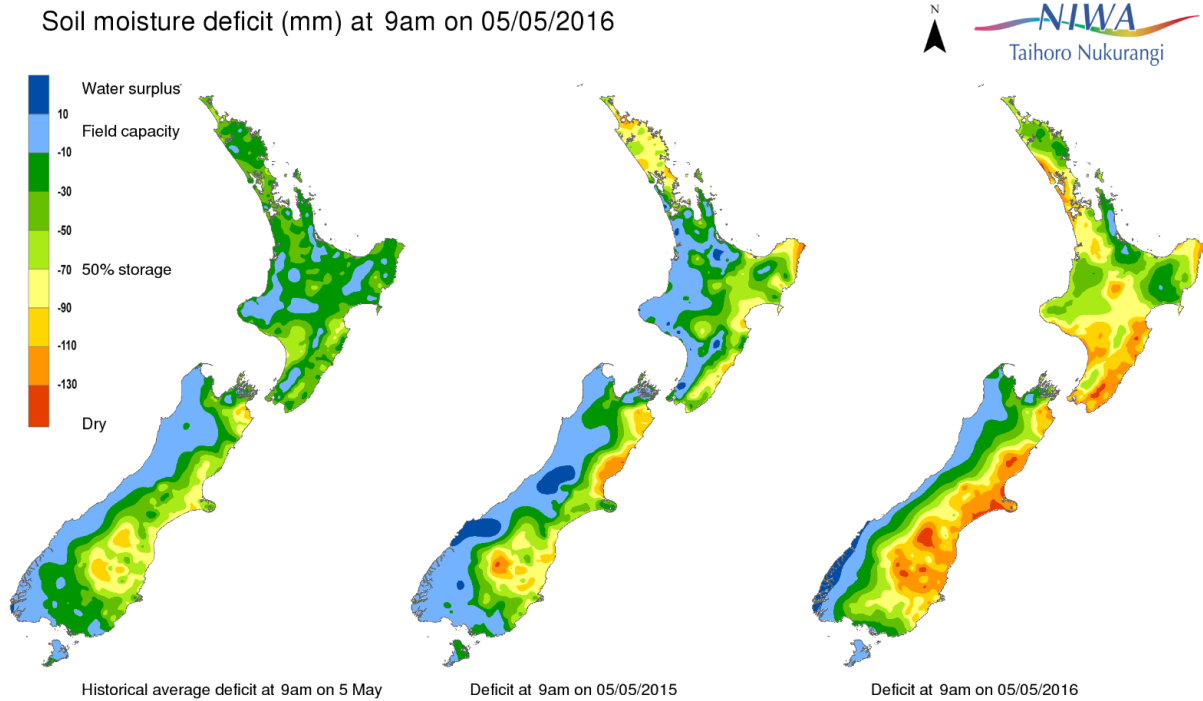 Soil moisture deficit (mm) at 9am on 05/05/2016
N
NIWA
Taihoro Nukurangi
Water surplus
10
Field capacity
-10
-30
-50
-70
50% storage
-90
-110
-130
Dry
Historical average deficit at 9am on 5 May
Deficit at 9am on 05/05/2015
Deficit at 9am on 05/05/2016